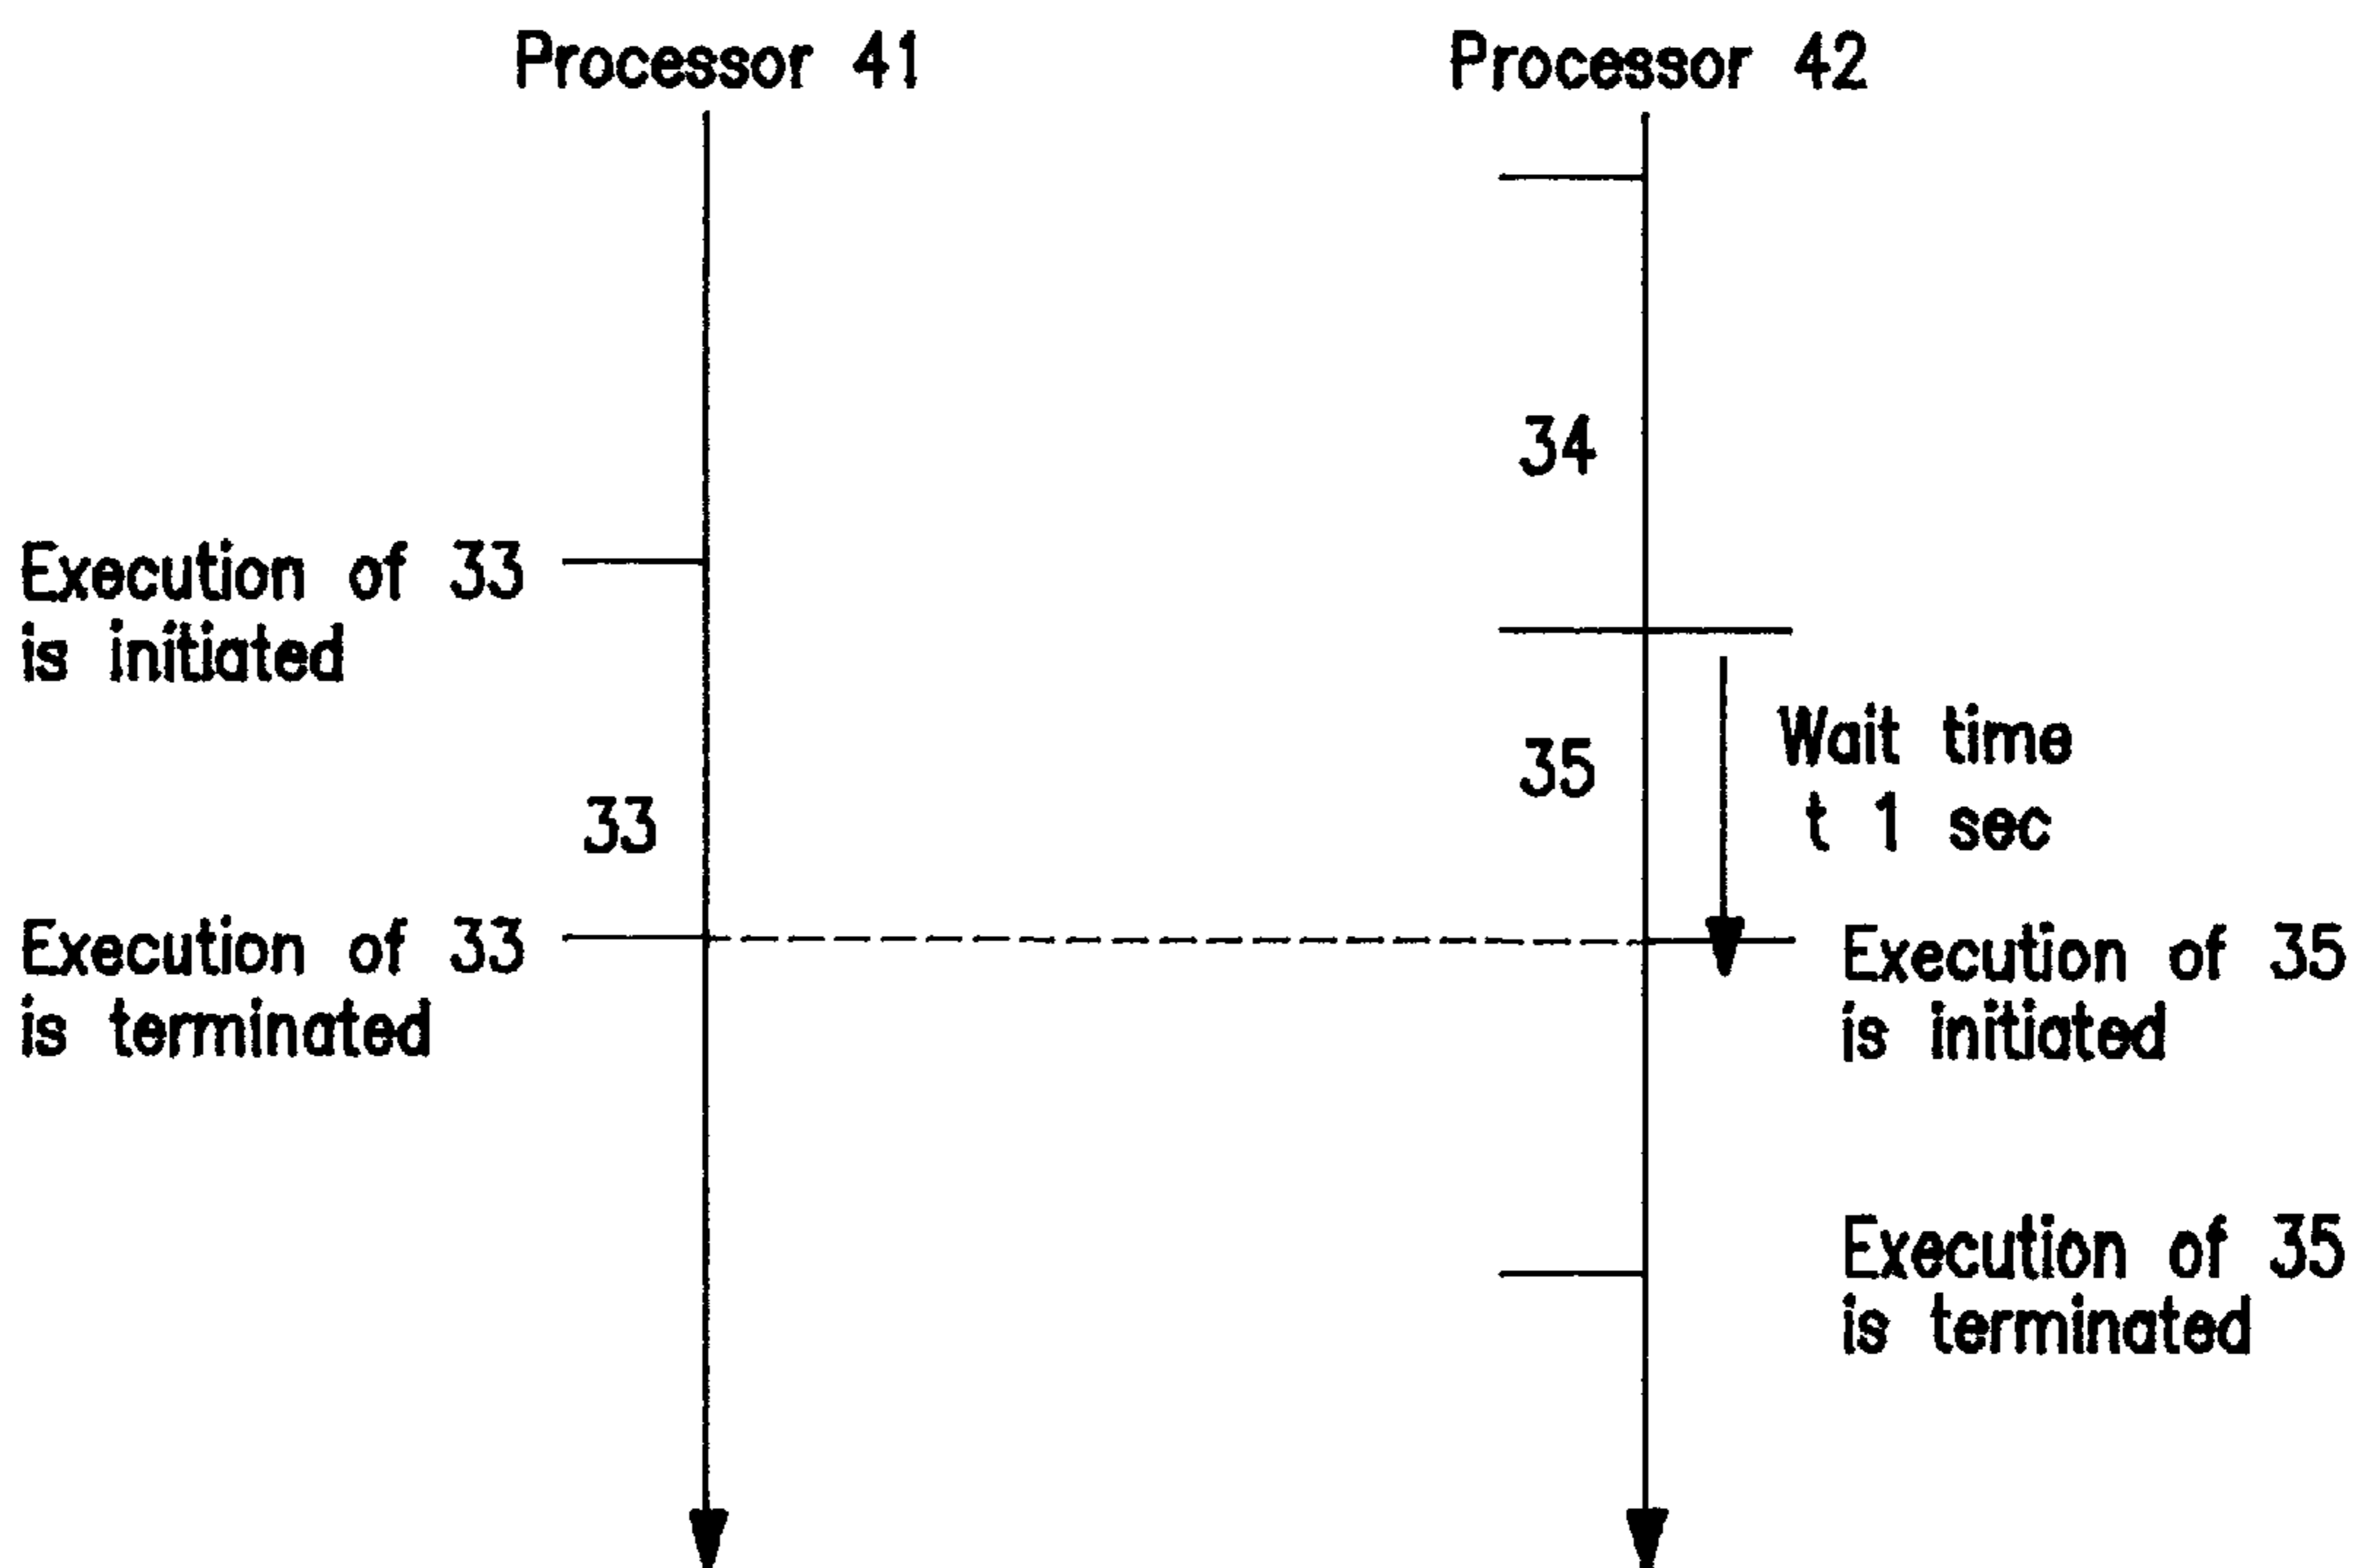 Processor 41
Processor 42
34
Execution of 33
is initiated
Wait time
t 1 sec
35
33
Execution of 33
is terminated
Execution of 35
is initiated
Execution of 35
is terminated